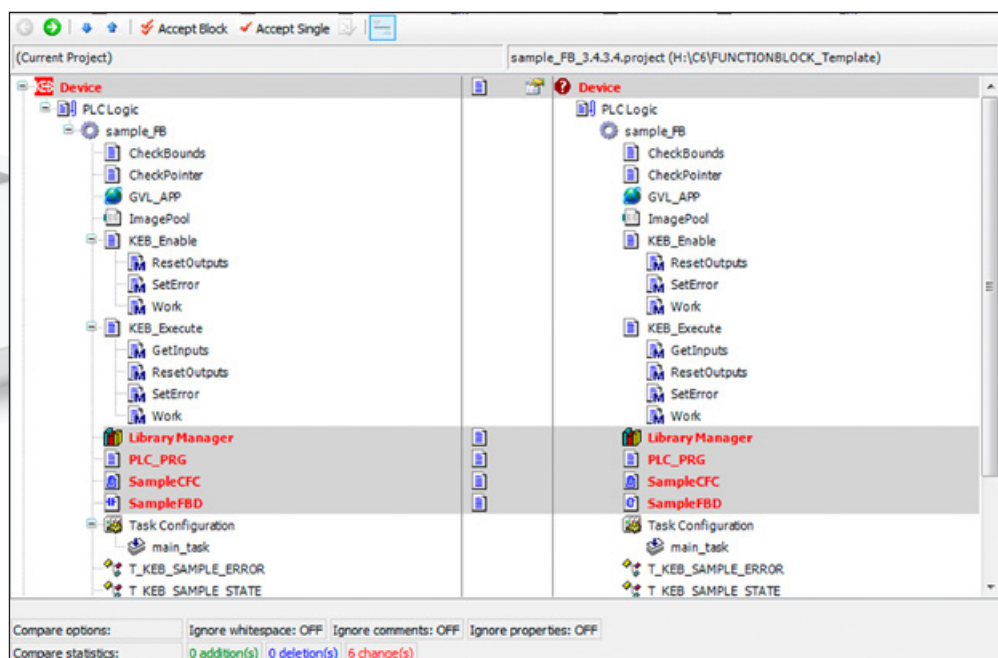 Accept Block Accept Single
(Current Project) sample_FB_3.4.3.4.project (H:\C6\FUNCTIONBLOCK_Template)
KEB Device Device
PLC Logic PLC Logic
sample_FB sample_FB
CheckBounds CheckBounds
CheckPointer CheckPointer
GVL_APP GVL_APP
ImagePool ImagePool
KEB_Enable KEB_Enable
ResetOutputs ResetOutputs
SetError SetError
Work Work
KEB_Execute KEB_Execute
GetInputs GetInputs
ResetOutputs ResetOutputs
SetError SetError
Work Work
Library Manager Library Manager
PLC_PRG PLC_PRG
SampleCFC SampleCFC
SampleFBD SampleFBD
Task Configuration Task Configuration
main_task main_task
T_KEB_SAMPLE_ERROR T_KEB_SAMPLE_ERROR
T_KEB_SAMPLE_STATE T_KEB_SAMPLE_STATE
Compare options: Ignore whitespace: OFF Ignore comments: OFF Ignore properties: OFF
Compare statistics: 0 addition(s) 0 deletion(s) 6 change(s)